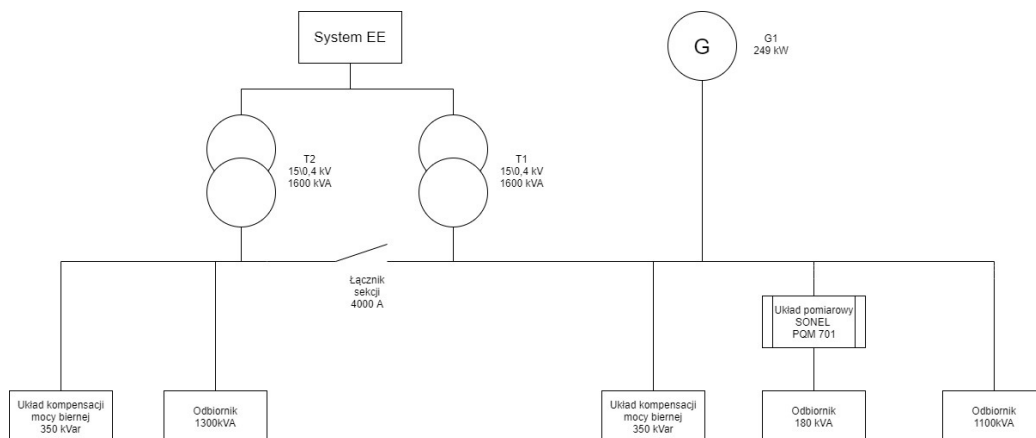 System EE
G
G1
249 kW
T2
15\0,4 kV
1600 kVA
T1
15\0,4 kV
1600 kVA
Łącznik
sekcji
4000 A
Układ pomiarowy
SONEL
PQM 701
Układ kompensacji
mocy biernej
350 kVar
Odbiornik
1300kVA
Układ kompensacji
mocy biernej
350 kVar
Odbiornik
180 kVA
Odbiornik
1100kVA